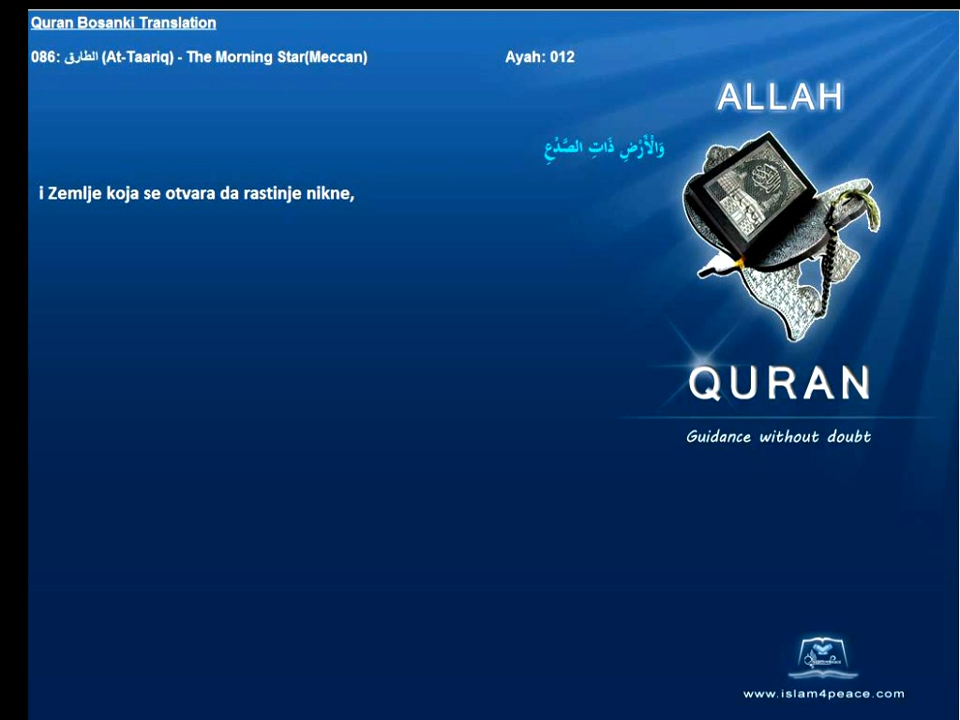 Quran Bosanki Translation
086: الطارق (At-Taariq) - The Morning Star(Meccan) Ayah: 012
ALLAH
وَالْأَرْضِ ذَاتِ الصَّدْعِ
i Zemlje koja se otvara da rastinje nikne,
QURAN
Guidance without doubt
www.islam4peace.com